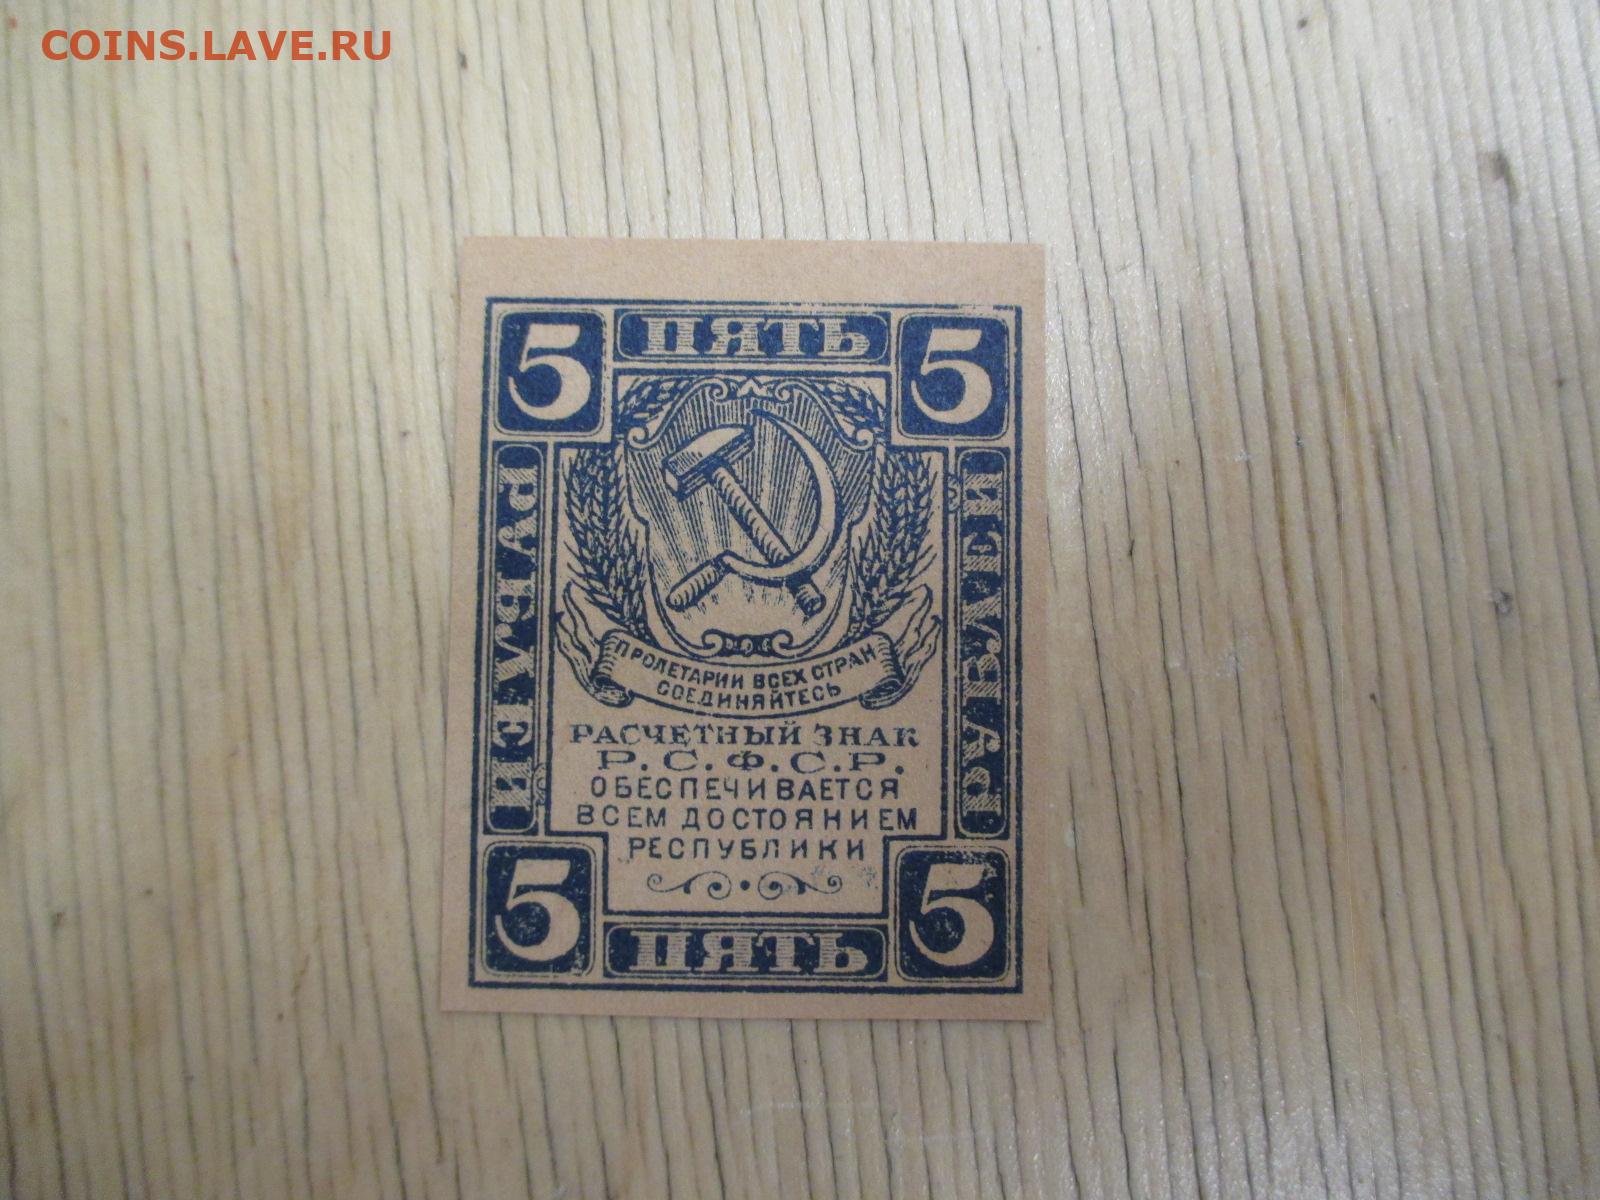 COINS.LAVE.RU
5 ПЯТЬ 5
РУБЛЕЙ
РУБЛЕЙ
ПРОЛЕТАРИИ ВСЕХ СТРАН
СОЕДИНЯЙТЕСЬ
РАСЧЕТНЫЙ ЗНАК
Р.С.Ф.С.Р.
ОБЕСПЕЧИВАЕТСЯ
ВСЕМ ДОСТОЯНИЕМ
РЕСПУБЛИКИ
5 ПЯТЬ 5